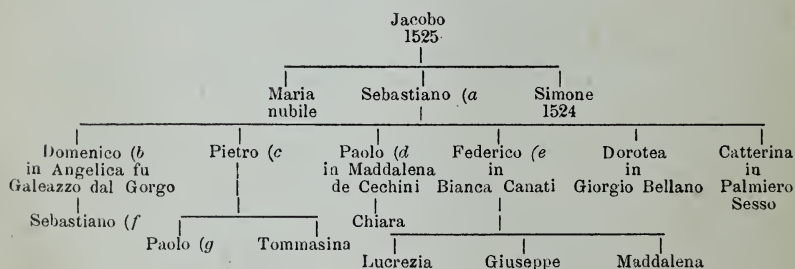 Jacobo
1525
Maria Sebastiano (a Simone
nubile 1524
Domenico (b Pietro (c Paolo (d Federico (e Dorotea Catterina
in Angelica fu in Maddalena in in in
Galeazzo dal Gorgo de Cechini Bianca Canati Giorgio Bellano Palmiero
Sesso
Sebastiano (f Chiara
Paolo (g Tommasina
Lucrezia Giuseppe Maddalena